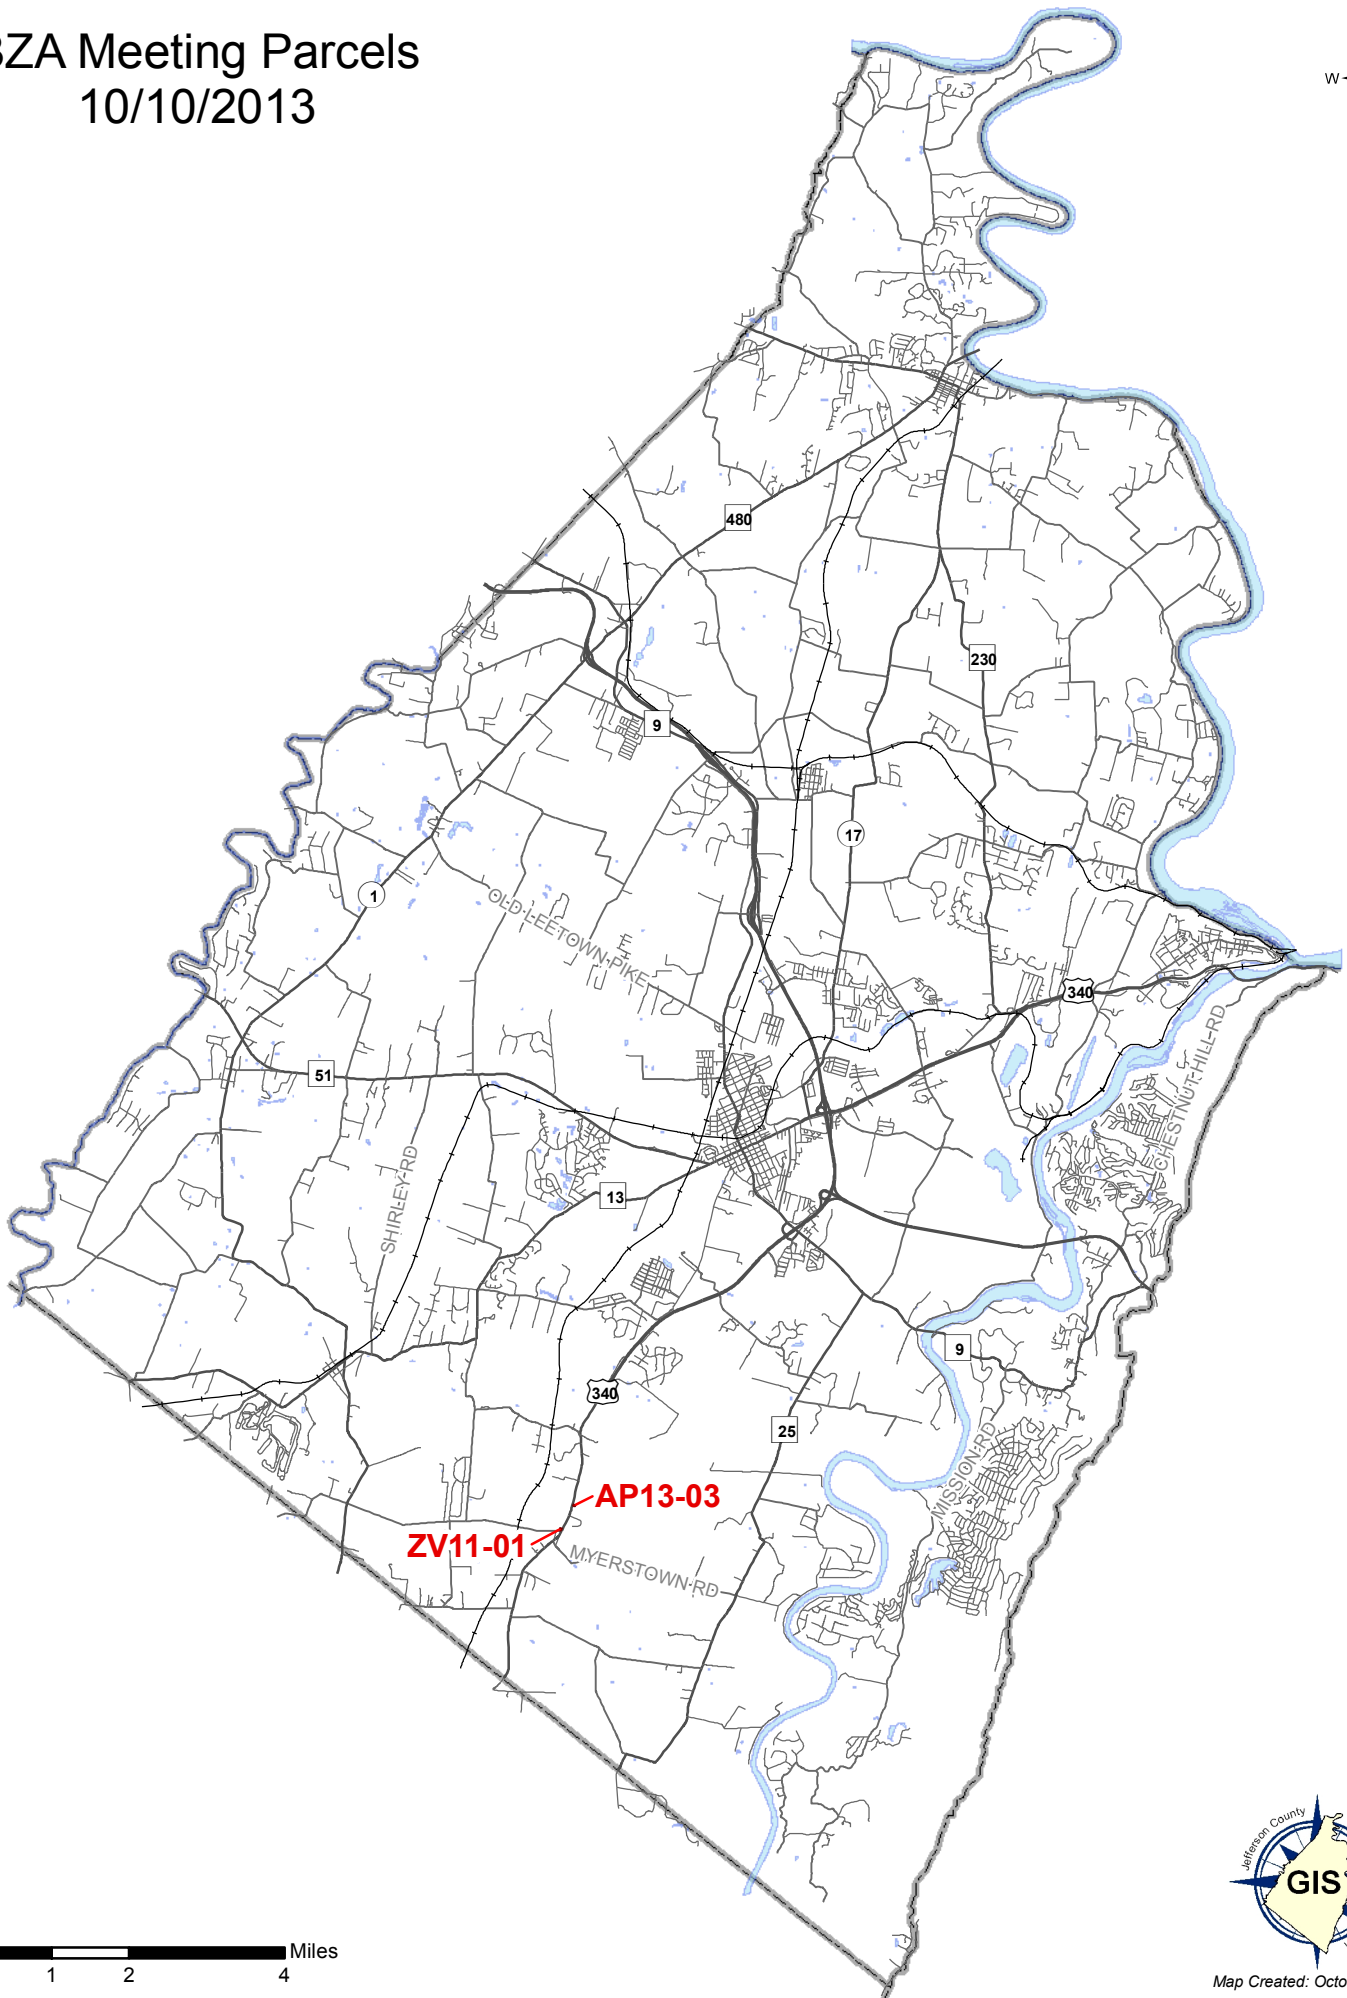 BZA Meeting Parcels
10/10/2013
W
480
230
9
17
1
OLD LEETOWN PIKE
340
CHESTNUT HILL RD
51
SHIRLEY RD
13
9
340
25
MISSION RD
AP13-03
ZV11-01
MYERSTOWN RD
Jefferson County
GIS
Miles
1 2 4
Map Created: Octo